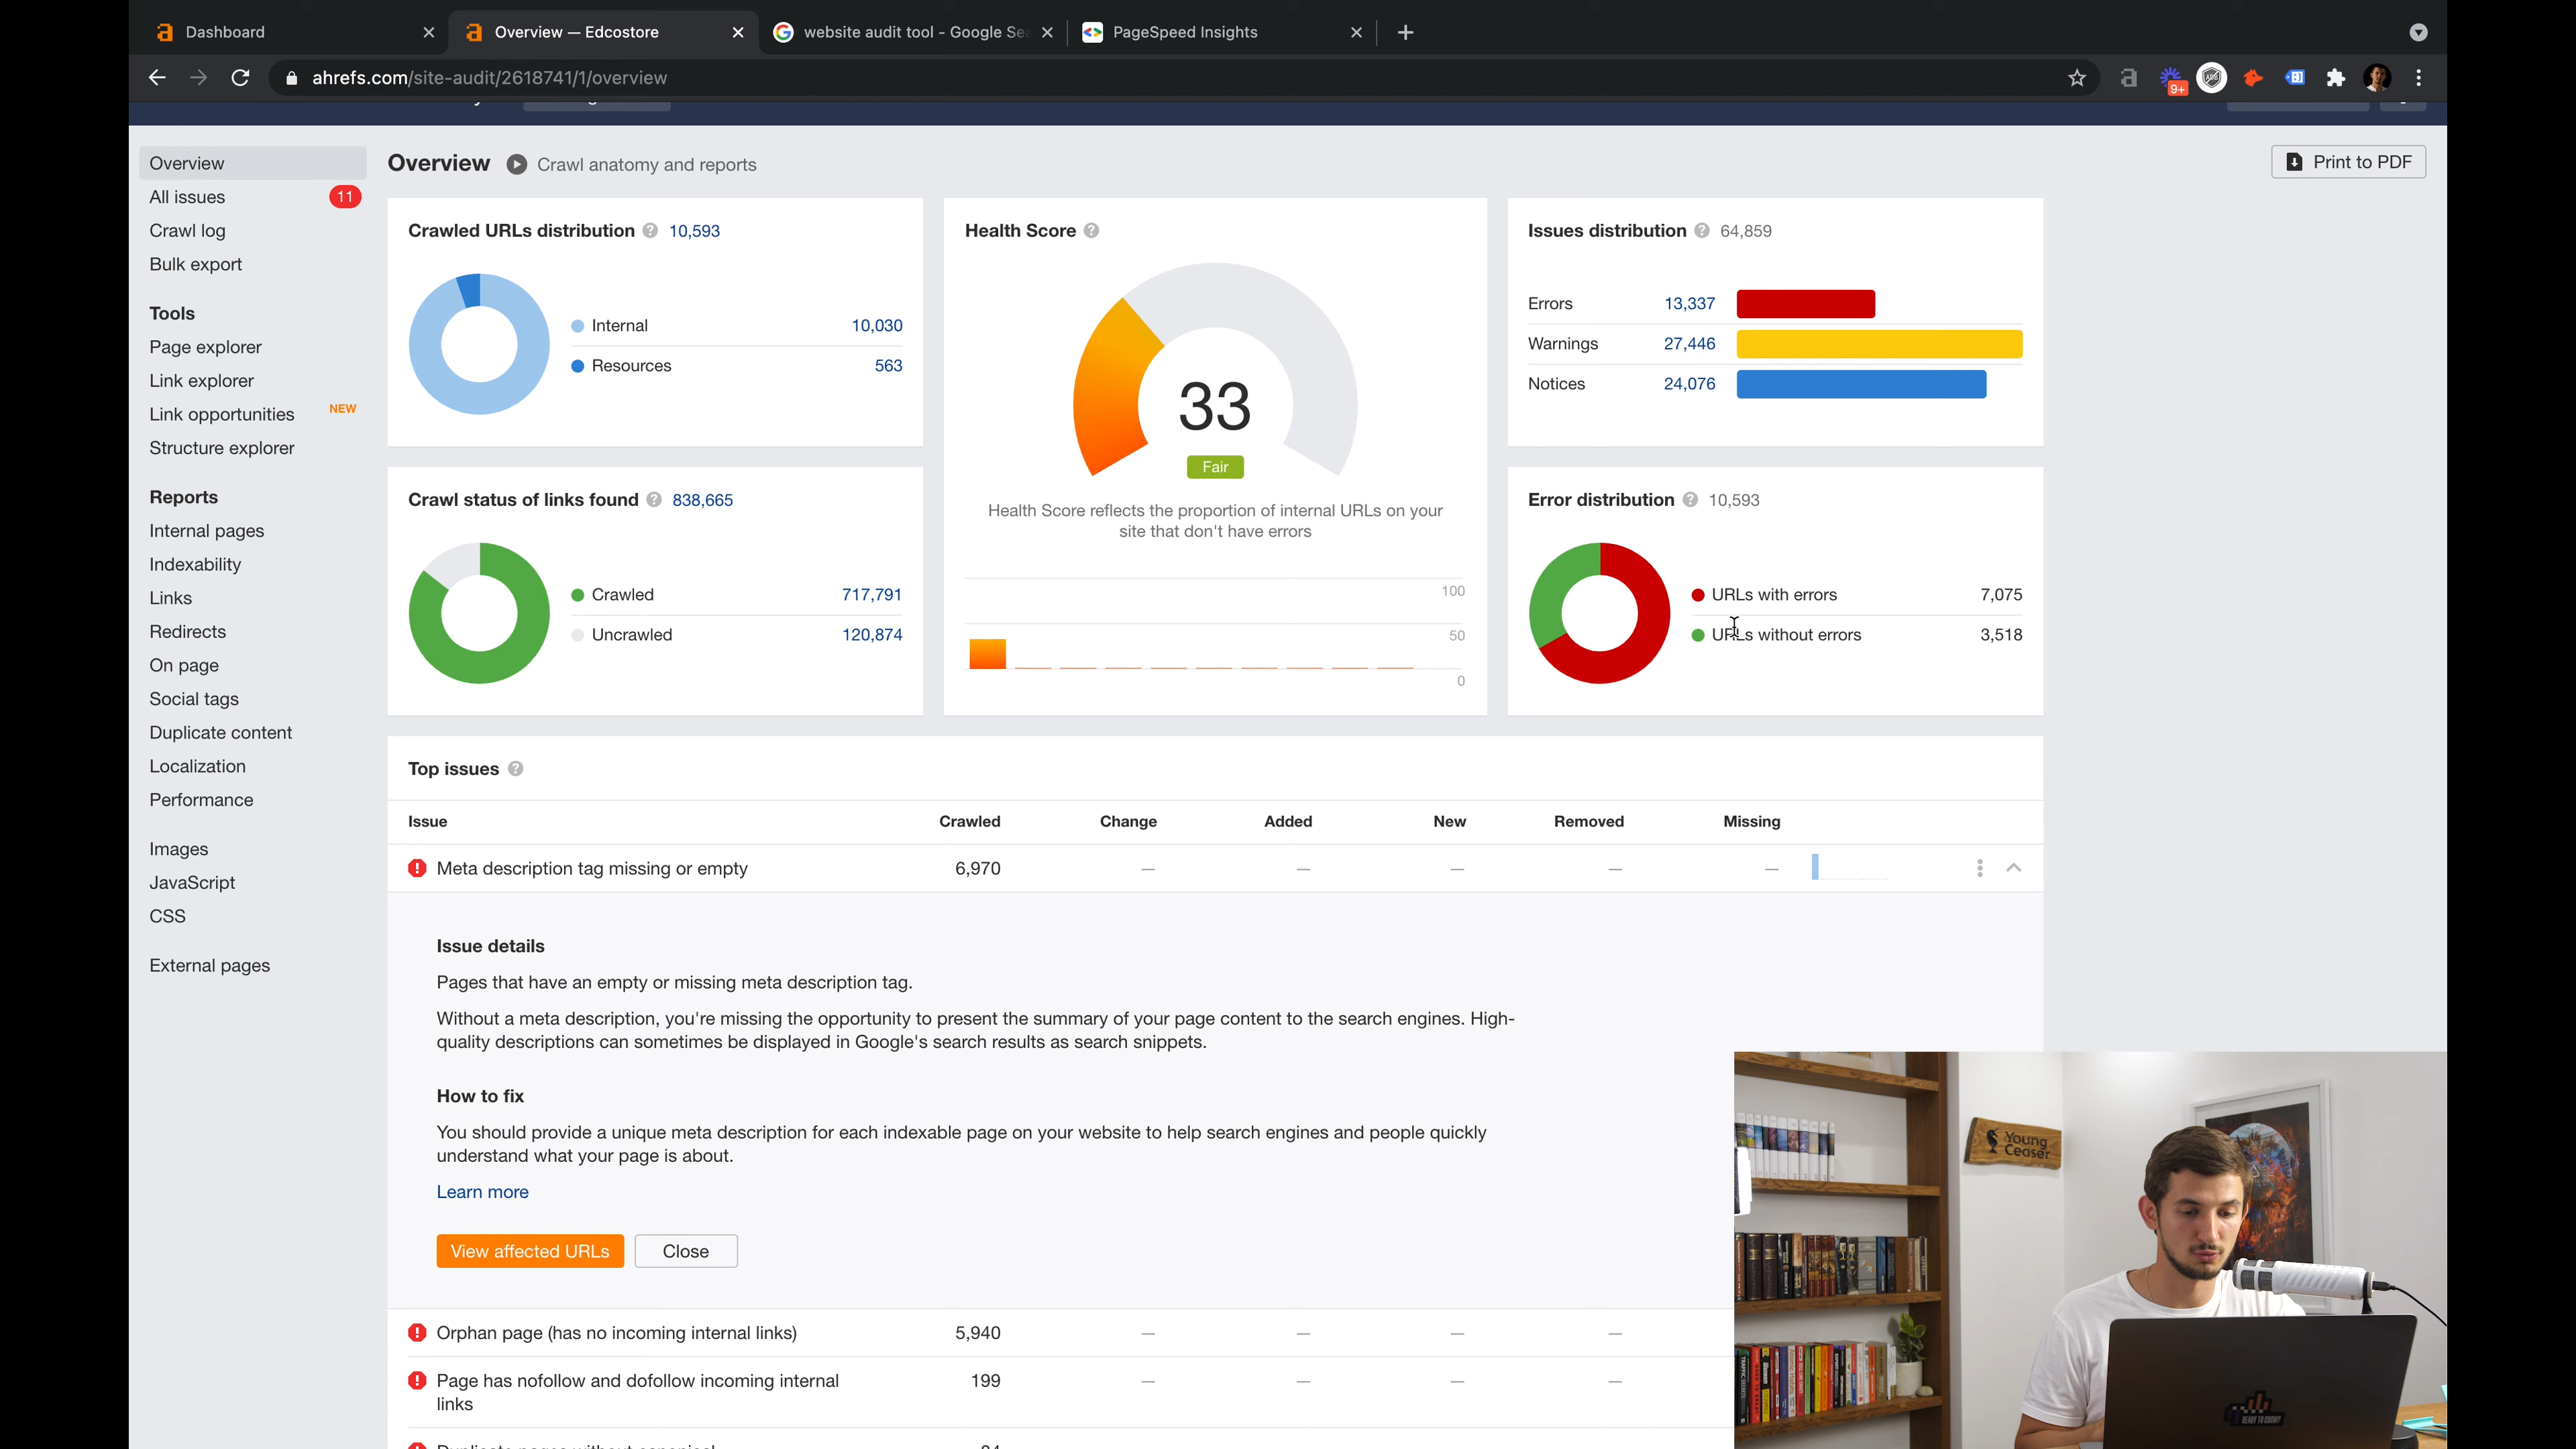 Dashboard
Overview — Edcostore
website audit tool - Google Sea
PageSpeed Insights
ahrefs.com/site-audit/2618741/1/overview
9+
Overview
All issues 11
Crawl log
Bulk export
Tools
Page explorer
Link explorer
Link opportunities NEW
Structure explorer
Reports
Internal pages
Indexability
Links
Redirects
On page
Social tags
Duplicate content
Localization
Performance
Images
JavaScript
CSS
External pages
Overview Crawl anatomy and reports
Print to PDF
Crawled URLs distribution ? 10,593
Internal 10,030
Resources 563
Crawl status of links found ? 838,665
Crawled 717,791
Uncrawled 120,874
Health Score ?
33
Fair
Health Score reflects the proportion of internal URLs on your
site that don't have errors
100
50
0
Issues distribution ? 64,859
Errors 13,337
Warnings 27,446
Notices 24,076
Error distribution ? 10,593
URLs with errors 7,075
URLs without errors 3,518
Top issues ?
Issue Crawled Change Added New Removed Missing
Meta description tag missing or empty 6,970 — — — — —
Issue details
Pages that have an empty or missing meta description tag.
Without a meta description, you're missing the opportunity to present the summary of your page content to the search engines. High-
quality descriptions can sometimes be displayed in Google's search results as search snippets.
How to fix
You should provide a unique meta description for each indexable page on your website to help search engines and people quickly
understand what your page is about.
Learn more
View affected URLs Close
Orphan page (has no incoming internal links) 5,940 — — — —
Page has nofollow and dofollow incoming internal 199 — — — —
links
Young
Ceaser